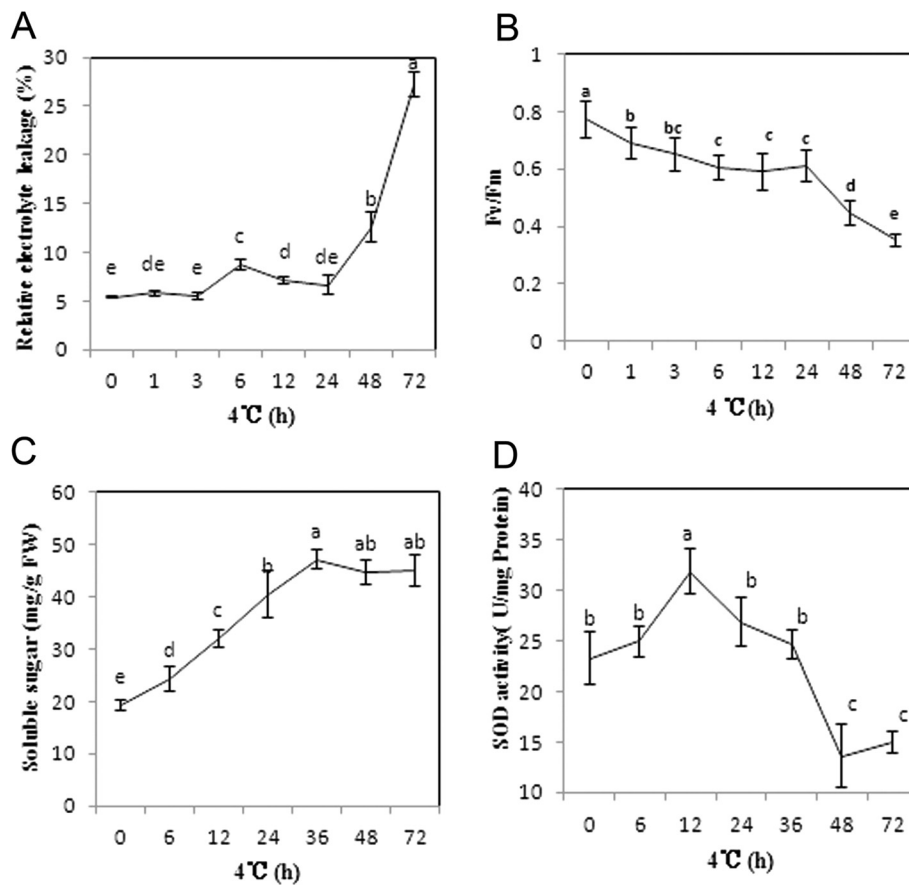 A
Relative electrolyte leakage (%)
30
25
20
15
10
5
0
e de e c d de b a
0 1 3 6 12 24 48 72
4℃ (h)
B
Fv/Fm
1
0.8
0.6
0.4
0.2
0
a b bc c c c d e
0 1 3 6 12 24 48 72
4 ℃ (h)
C
Soluble sugar (mg/g FW)
60
50
40
30
20
10
0
e d c b a ab ab
0 6 12 24 36 48 72
4℃ (h)
D
SOD activity( U/mg Protein)
40
35
30
25
20
15
10
b b a b b c c
0 6 12 24 36 48 72
4℃ (h)